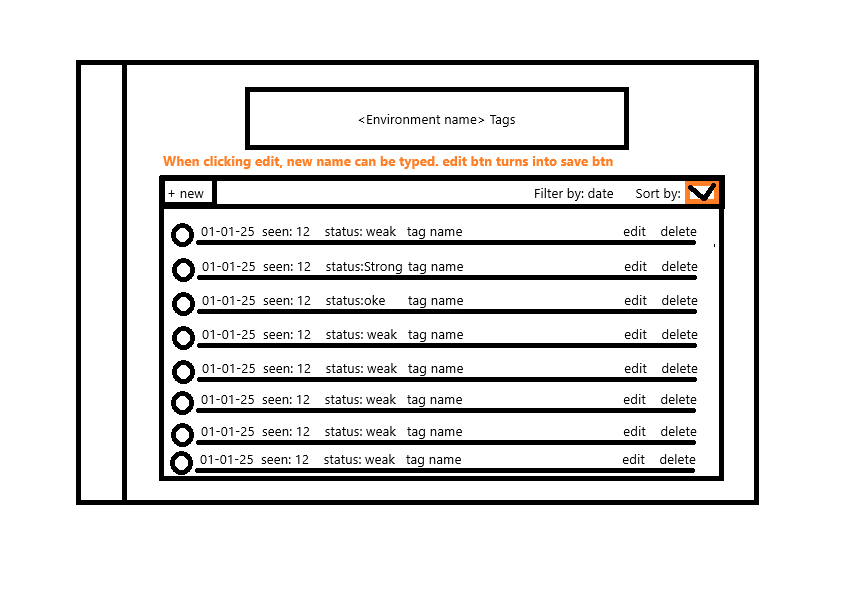 <Environment name> Tags
When clicking edit, new name can be typed. edit btn turns into save btn
+ new Filter by: date Sort by:
01-01-25 seen: 12 status: weak tag name edit delete
01-01-25 seen: 12 status:Strong tag name edit delete
01-01-25 seen: 12 status:oke tag name edit delete
01-01-25 seen: 12 status: weak tag name edit delete
01-01-25 seen: 12 status: weak tag name edit delete
01-01-25 seen: 12 status: weak tag name edit delete
01-01-25 seen: 12 status: weak tag name edit delete
01-01-25 seen: 12 status: weak tag name edit delete